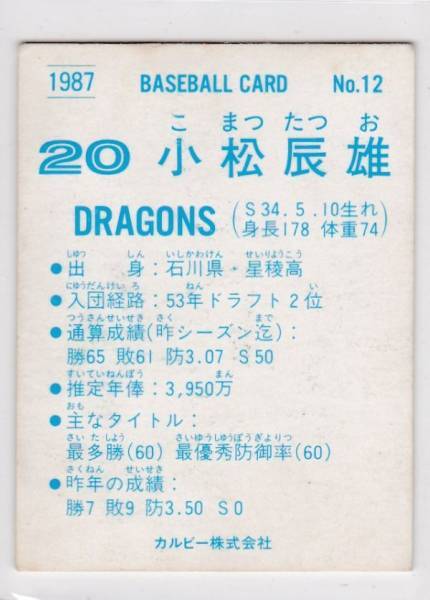 1987 BASEBALL CARD No.12
こ まつ たつ お
20 小松辰雄
DRAGONS (S34.5.10生れ
身長178 体重74)
しゅつ しん いしかわけん せいりょうこう
●出 身：石川県・星稜高
にゅうだんけいろ ねん い
●入団経路：53年ドラフト2位
つうさんせいせき さく まで
●通算成績(昨シーズン迄)：
勝65 敗61 防3.07 S50
すいていねんぽう まん
●推定年俸：3,950万
おも
●主なタイトル：
さい た しょう さいゆうしゅうぼうぎょりつ
最多勝(60) 最優秀防御率(60)
さくねん せいせき
●昨年の成績：
勝7 敗9 防3.50 S0
カルビー株式会社